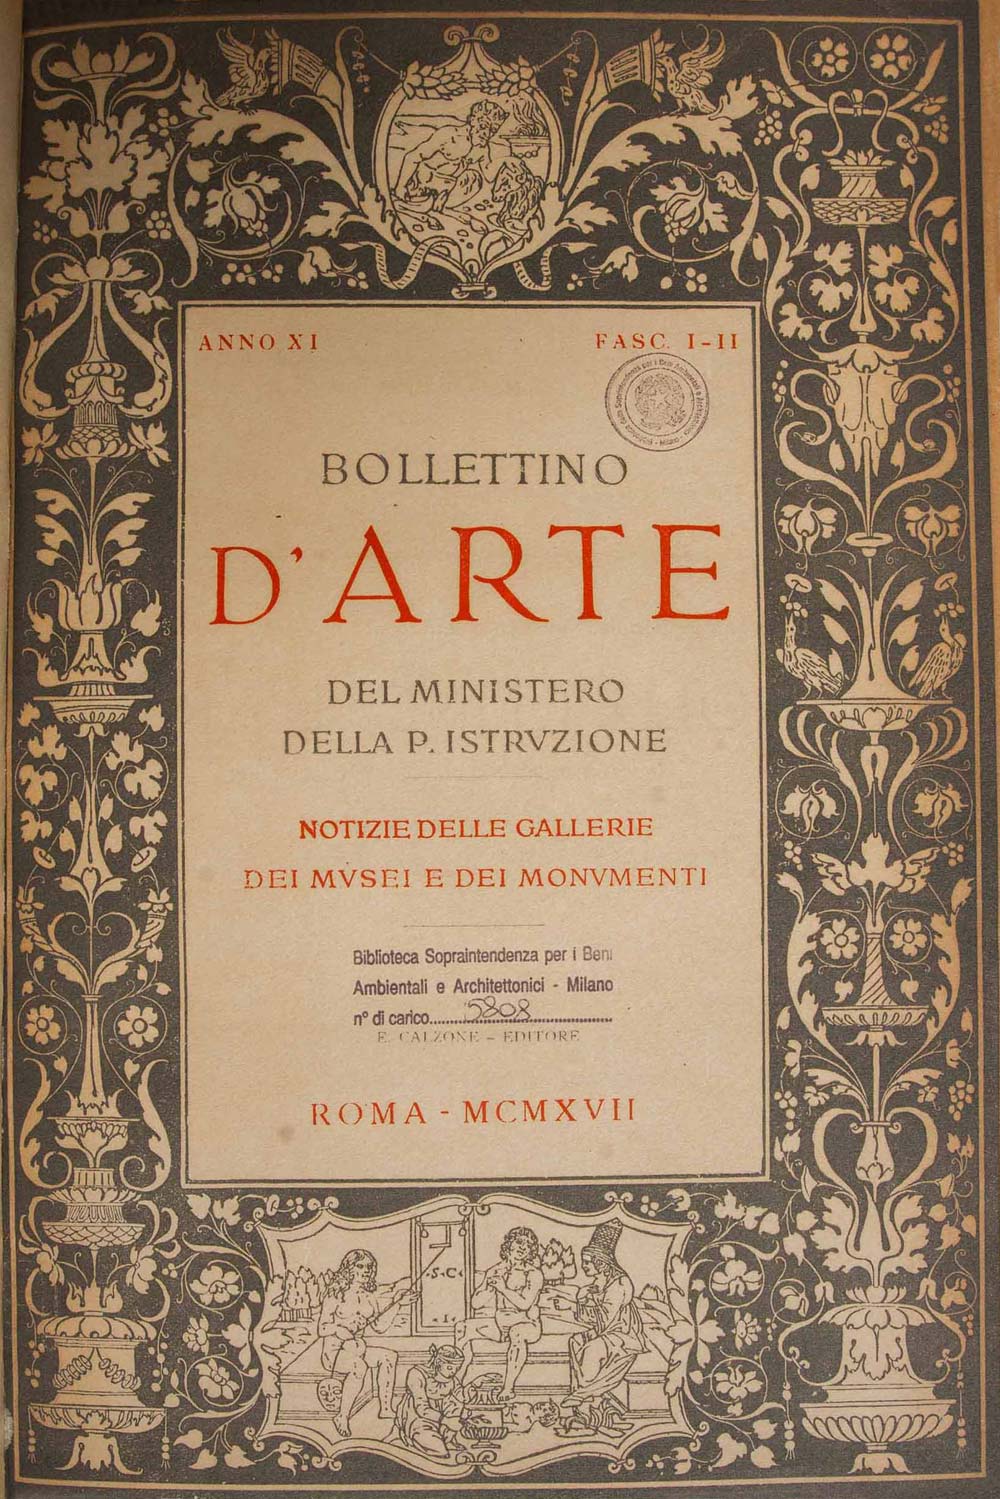 ANNO XI FASC. I-II
BOLLETTINO
D'ARTE
DEL MINISTERO
DELLA P. ISTRVZIONE
NOTIZIE DELLE GALLERIE
DEI MVSEI E DEI MONVMENTI
Biblioteca Sopraintendenza per i Beni
Ambientali e Architettonici - Milano
n° di carico 5808
E. CALZONE - EDITORE
ROMA - MCMXVII
·S·C·
·I·